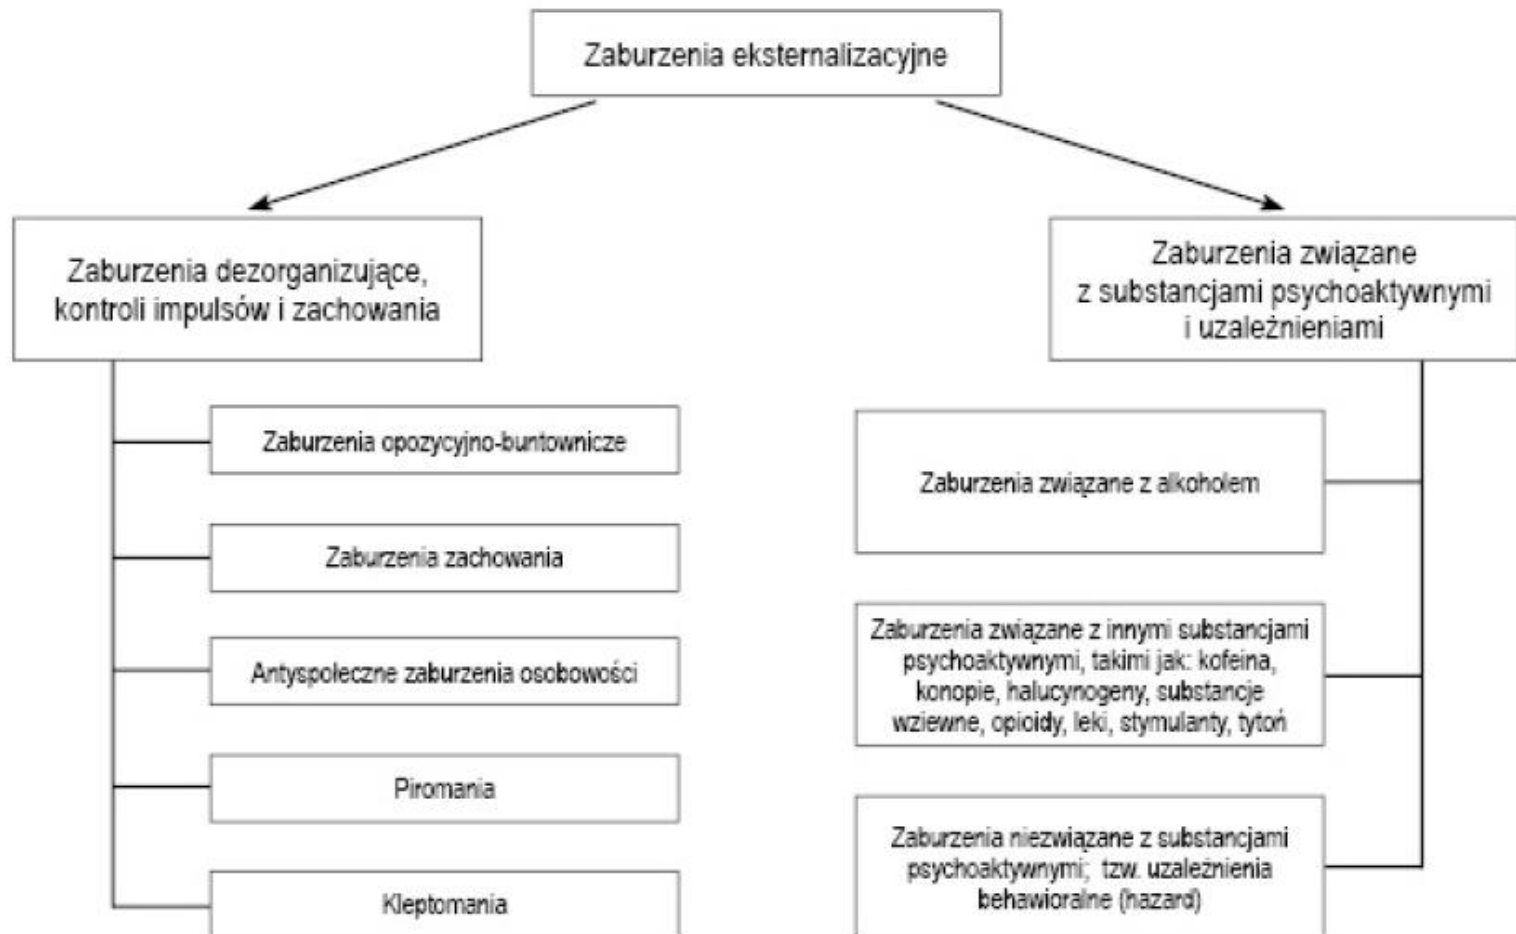 Zaburzenia eksternalizacyjne
Zaburzenia dezorganizujące,
kontroli impulsów i zachowania
Zaburzenia opozycyjno-buntownicze
Zaburzenia zachowania
Antyspołeczne zaburzenia osobowości
Piromania
Kleptomania
Zaburzenia związane
z substancjami psychoaktywnymi
i uzależnieniami
Zaburzenia związane z alkoholem
Zaburzenia związane z innymi substancjami
psychoaktywnymi, takimi jak: kofeina,
konopie, halucynogeny, substancje
wziewne, opioidy, leki, stymulanty, tytoń
Zaburzenia niezwiązane z substancjami
psychoaktywnymi; tzw. uzależnienia
behawioralne (hazard)